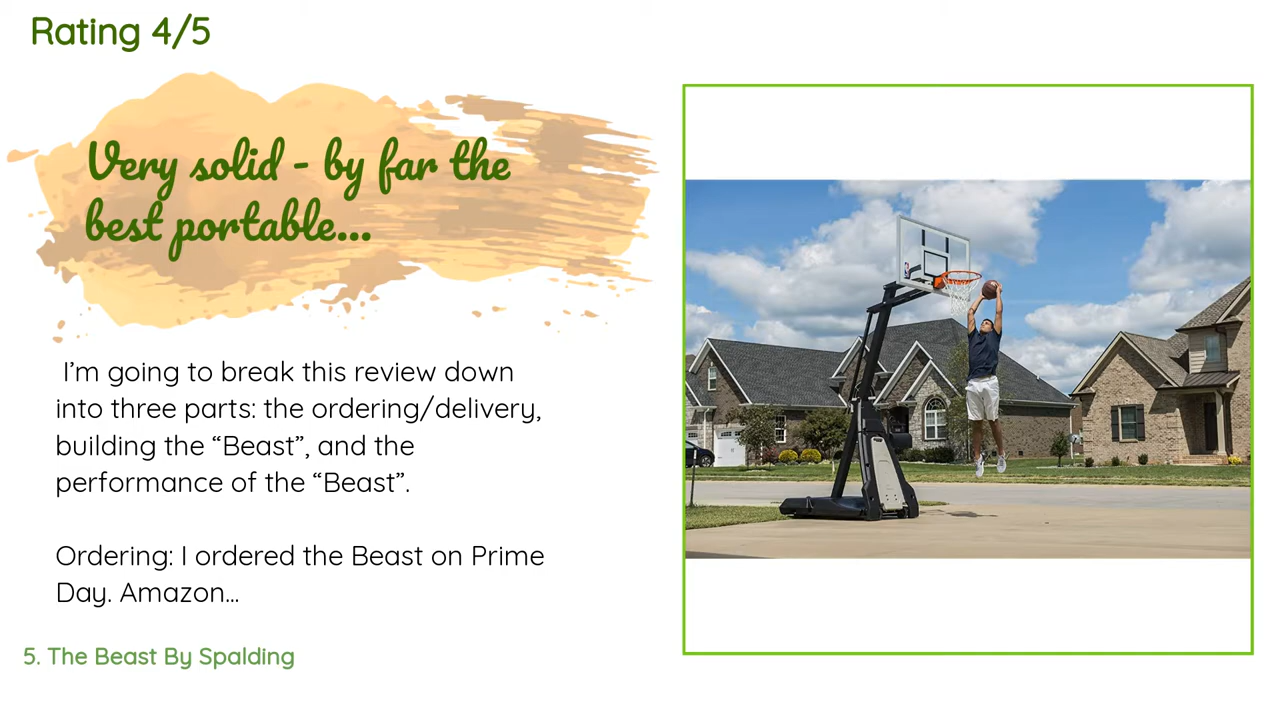 Rating 4/5
Very solid - by far the
best portable...
I’m going to break this review down
into three parts: the ordering/delivery,
building the “Beast”, and the
performance of the “Beast”.
Ordering: I ordered the Beast on Prime
Day. Amazon...
5. The Beast By Spalding